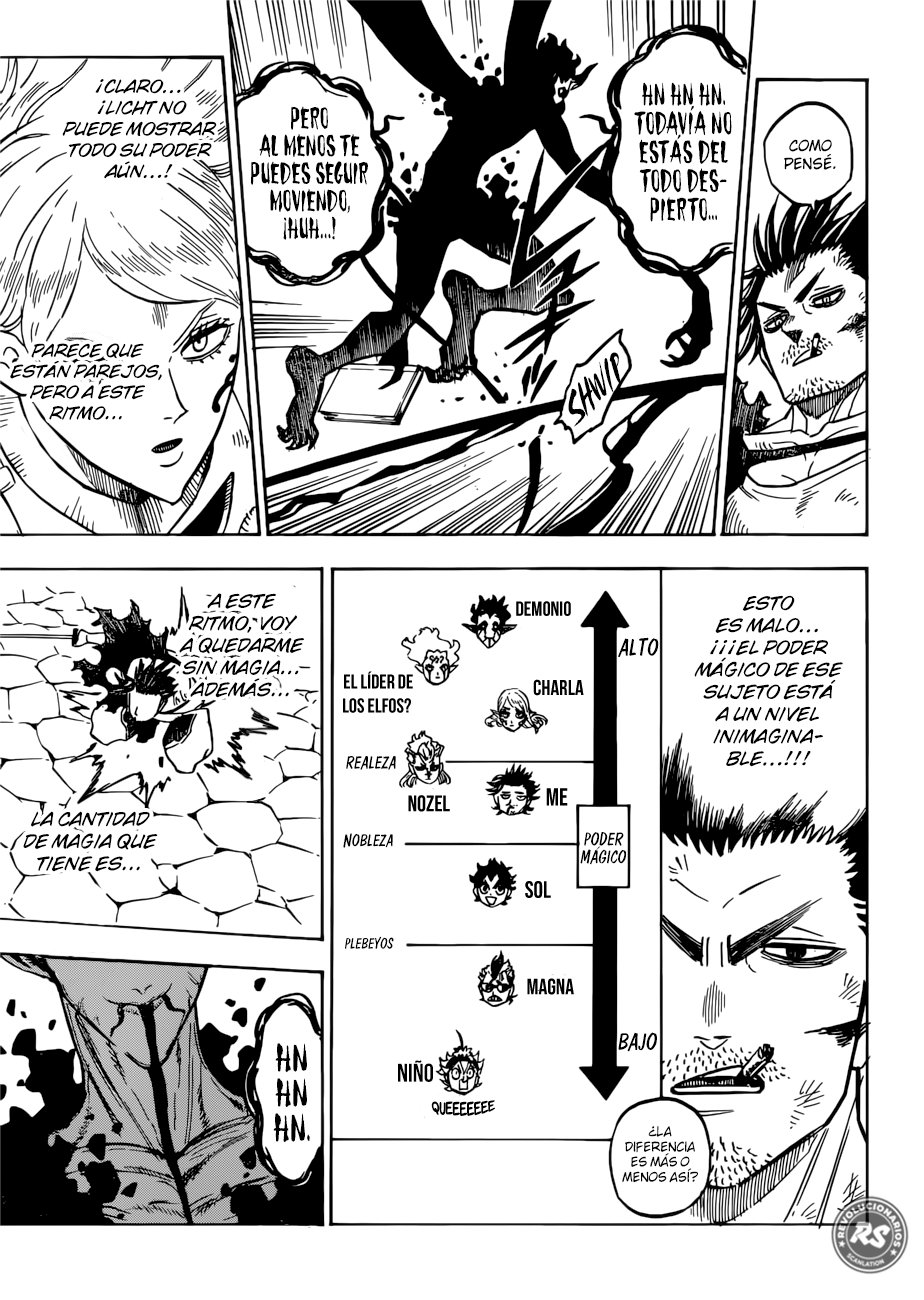 COMO
PENSÉ.
HN HN HN.
TODAVÍA NO
ESTÁS DEL
TODO DES-
PIERTO...
PERO
AL MENOS TE
PUEDES SEGUIR
MOVIENDO,
¡HUH...!
SHWIP
¡CLARO...
¡LICHT NO
PUEDE MOSTRAR
TODO SU PODER
AÚN...!
PARECE QUE
ESTÁN PAREJOS,
PERO A ESTE
RITMO...
ESTO
ES MALO...
¡¡¡EL PODER
MÁGICO DE ESE
SUJETO ESTÁ
A UN NIVEL
INIMAGINA-
BLE...!!!
¿LA
DIFERENCIA
ES MÁS O
MENOS ASÍ?
ALTO
DEMONIO
EL LÍDER DE
LOS ELFOS?
CHARLA
REALEZA
NOZEL
ME
NOBLEZA
PODER
MÁGICO
SOL
PLEBEYOS
MAGNA
BAJO
NIÑO
QUEEEEEEE
A ESTE
RITMO, VOY
A QUEDARME
SIN MAGIA...
ADEMÁS...
LA CANTIDAD
DE MAGIA QUE
TIENE ES...
HN
HN
HN.
REVOLUCIONARIOS
RS
SCANLATION